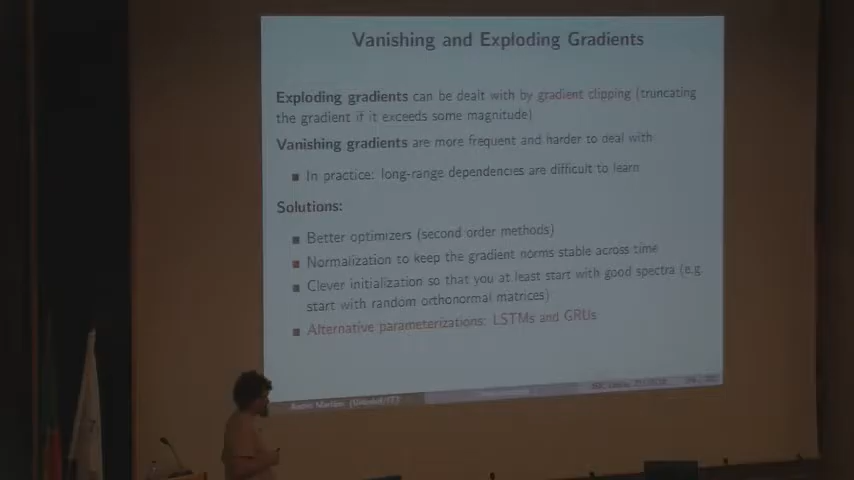 Vanishing and Exploding Gradients
Exploding gradients can be dealt with by gradient clipping (truncating
the gradient if it exceeds some magnitude)
Vanishing gradients are more frequent and harder to deal with
In practice: long-range dependencies are difficult to learn
Solutions:
Better optimizers (second order methods)
Normalization to keep the gradient norms stable across time
Clever initialization so that you at least start with good spectra (e.g.
start with random orthonormal matrices)
Alternative parameterizations: LSTMs and GRUs